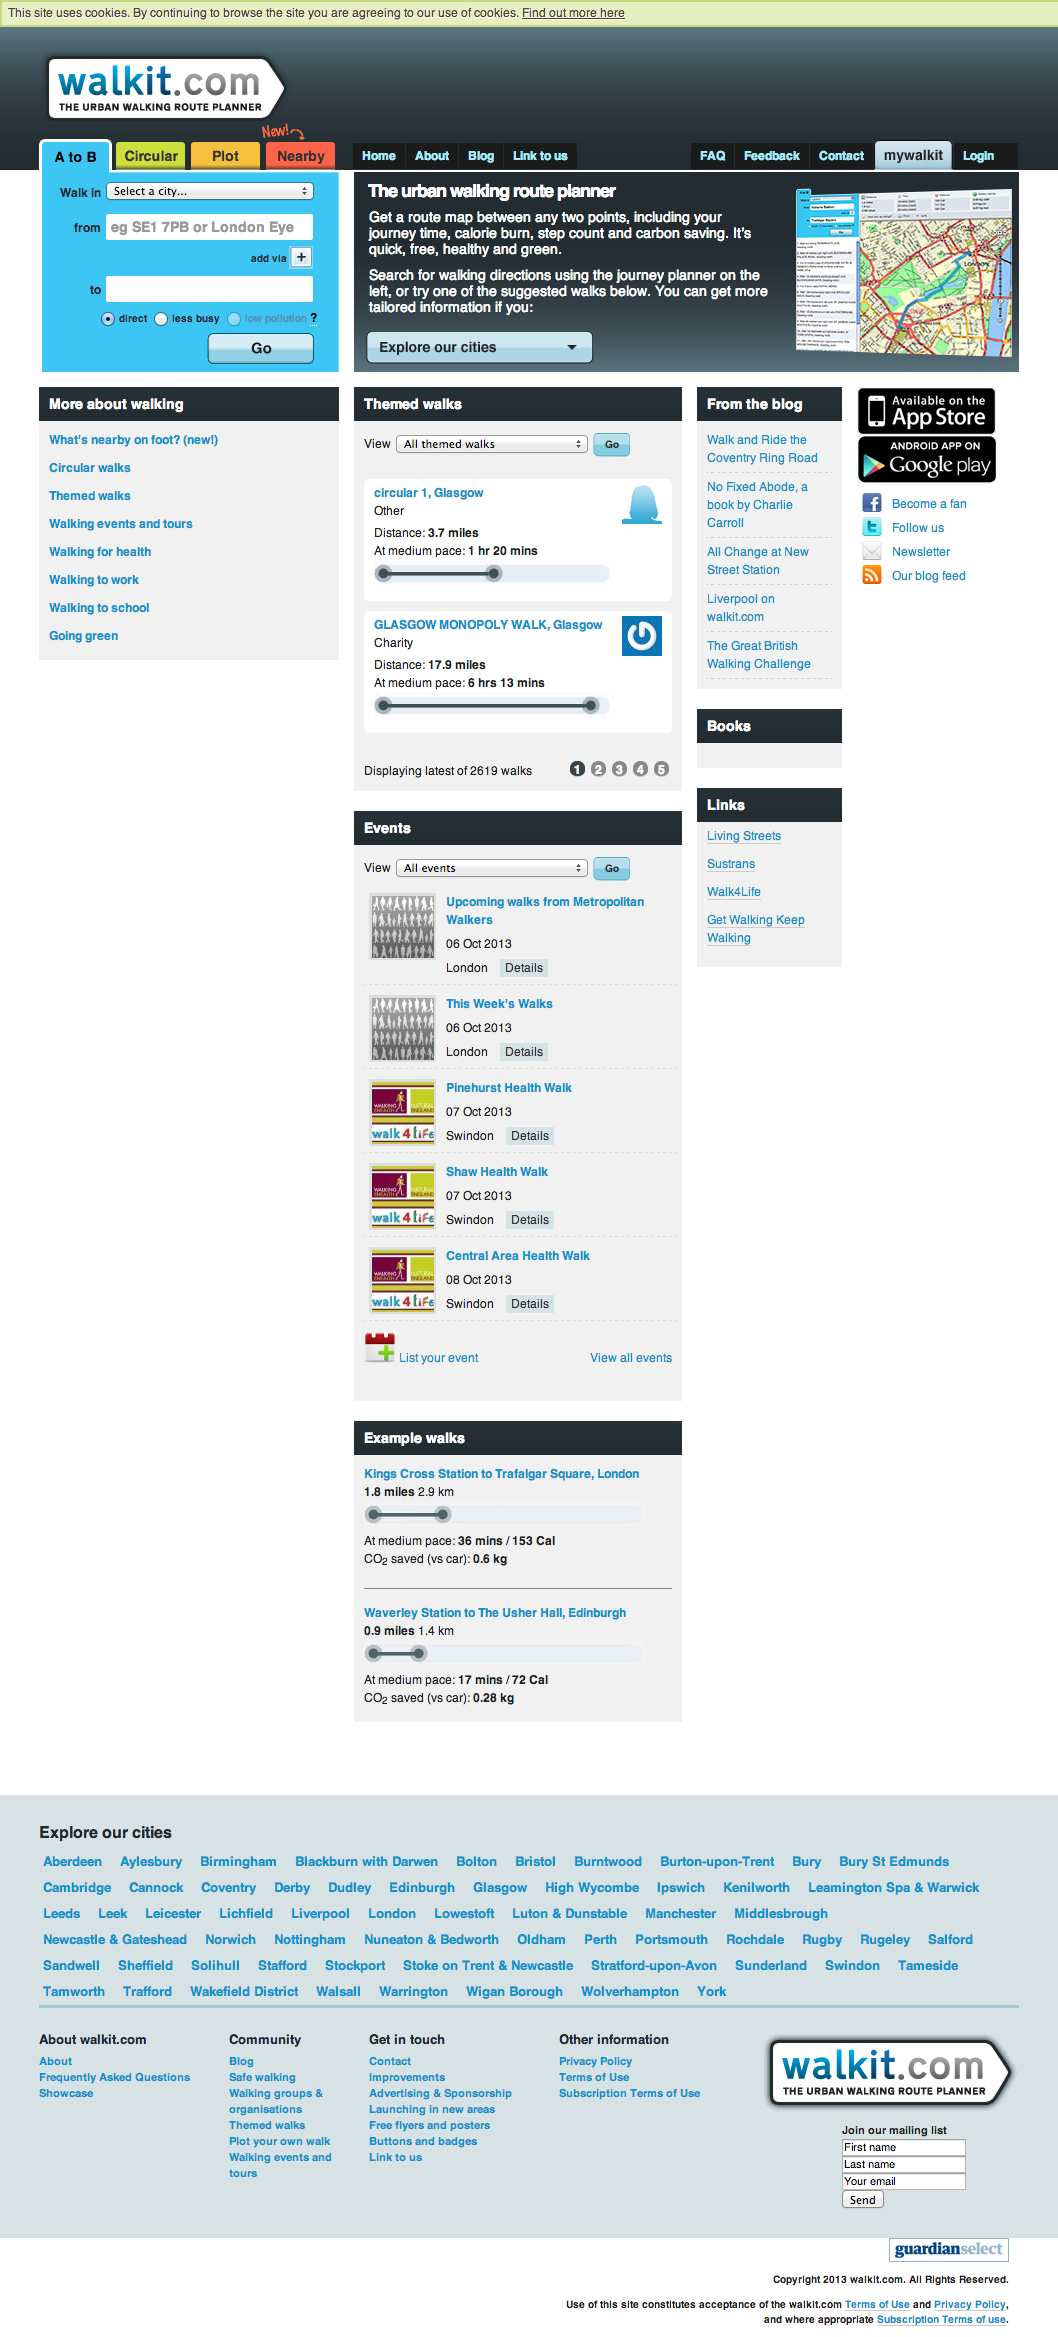 This site uses cookies. By continuing to browse the site you are agreeing to our use of cookies. Find out more here
walkit.com
THE URBAN WALKING ROUTE PLANNER
New!
A to B
Circular
Plot
Nearby
Home
About
Blog
Link to us
FAQ
Feedback
Contact
mywalkit
Login
Walk in Select a city...
from eg SE1 7PB or London Eye
add via +
to
direct less busy low pollution ?
Go
The urban walking route planner
Get a route map between any two points, including your
journey time, calorie burn, step count and carbon saving. It's
quick, free, healthy and green.
Search for walking directions using the journey planner on the
left, or try one of the suggested walks below. You can get more
tailored information if you:
Explore our cities
More about walking
What's nearby on foot? (new!)
Circular walks
Themed walks
Walking events and tours
Walking for health
Walking to work
Walking to school
Going green
Themed walks
View All themed walks Go
circular 1, Glasgow
Other
Distance: 3.7 miles
At medium pace: 1 hr 20 mins
GLASGOW MONOPOLY WALK, Glasgow
Charity
Distance: 17.9 miles
At medium pace: 6 hrs 13 mins
Displaying latest of 2619 walks 1 2 3 4 5
Events
View All events Go
Upcoming walks from Metropolitan
Walkers
06 Oct 2013
London Details
This Week's Walks
06 Oct 2013
London Details
Pinehurst Health Walk
07 Oct 2013
Swindon Details
walk 4 life
Shaw Health Walk
07 Oct 2013
Swindon Details
walk 4 life
Central Area Health Walk
08 Oct 2013
Swindon Details
walk 4 life
List your event View all events
Example walks
Kings Cross Station to Trafalgar Square, London
1.8 miles 2.9 km
At medium pace: 36 mins / 153 Cal
CO2 saved (vs car): 0.6 kg
Waverley Station to The Usher Hall, Edinburgh
0.9 miles 1.4 km
At medium pace: 17 mins / 72 Cal
CO2 saved (vs car): 0.28 kg
From the blog
Walk and Ride the
Coventry Ring Road
No Fixed Abode, a
book by Charlie
Carroll
All Change at New
Street Station
Liverpool on
walkit.com
The Great British
Walking Challenge
Books
Links
Living Streets
Sustrans
Walk4Life
Get Walking Keep
Walking
Available on the
App Store
ANDROID APP ON
Google play
Become a fan
Follow us
Newsletter
Our blog feed
Explore our cities
Aberdeen Aylesbury Birmingham Blackburn with Darwen Bolton Bristol Burntwood Burton-upon-Trent Bury Bury St Edmunds
Cambridge Cannock Coventry Derby Dudley Edinburgh Glasgow High Wycombe Ipswich Kenilworth Leamington Spa & Warwick
Leeds Leek Leicester Lichfield Liverpool London Lowestoft Luton & Dunstable Manchester Middlesbrough
Newcastle & Gateshead Norwich Nottingham Nuneaton & Bedworth Oldham Perth Portsmouth Rochdale Rugby Rugeley Salford
Sandwell Sheffield Solihull Stafford Stockport Stoke on Trent & Newcastle Stratford-upon-Avon Sunderland Swindon Tameside
Tamworth Trafford Wakefield District Walsall Warrington Wigan Borough Wolverhampton York
About walkit.com
About
Frequently Asked Questions
Showcase
Community
Blog
Safe walking
Walking groups &
organisations
Themed walks
Plot your own walk
Walking events and
tours
Get in touch
Contact
Improvements
Advertising & Sponsorship
Launching in new areas
Free flyers and posters
Buttons and badges
Link to us
Other information
Privacy Policy
Terms of Use
Subscription Terms of Use
walkit.com
THE URBAN WALKING ROUTE PLANNER
Join our mailing list
First name
Last name
Your email
Send
guardianselect
Copyright 2013 walkit.com. All Rights Reserved.
Use of this site constitutes acceptance of the walkit.com Terms of Use and Privacy Policy,
and where appropriate Subscription Terms of use.